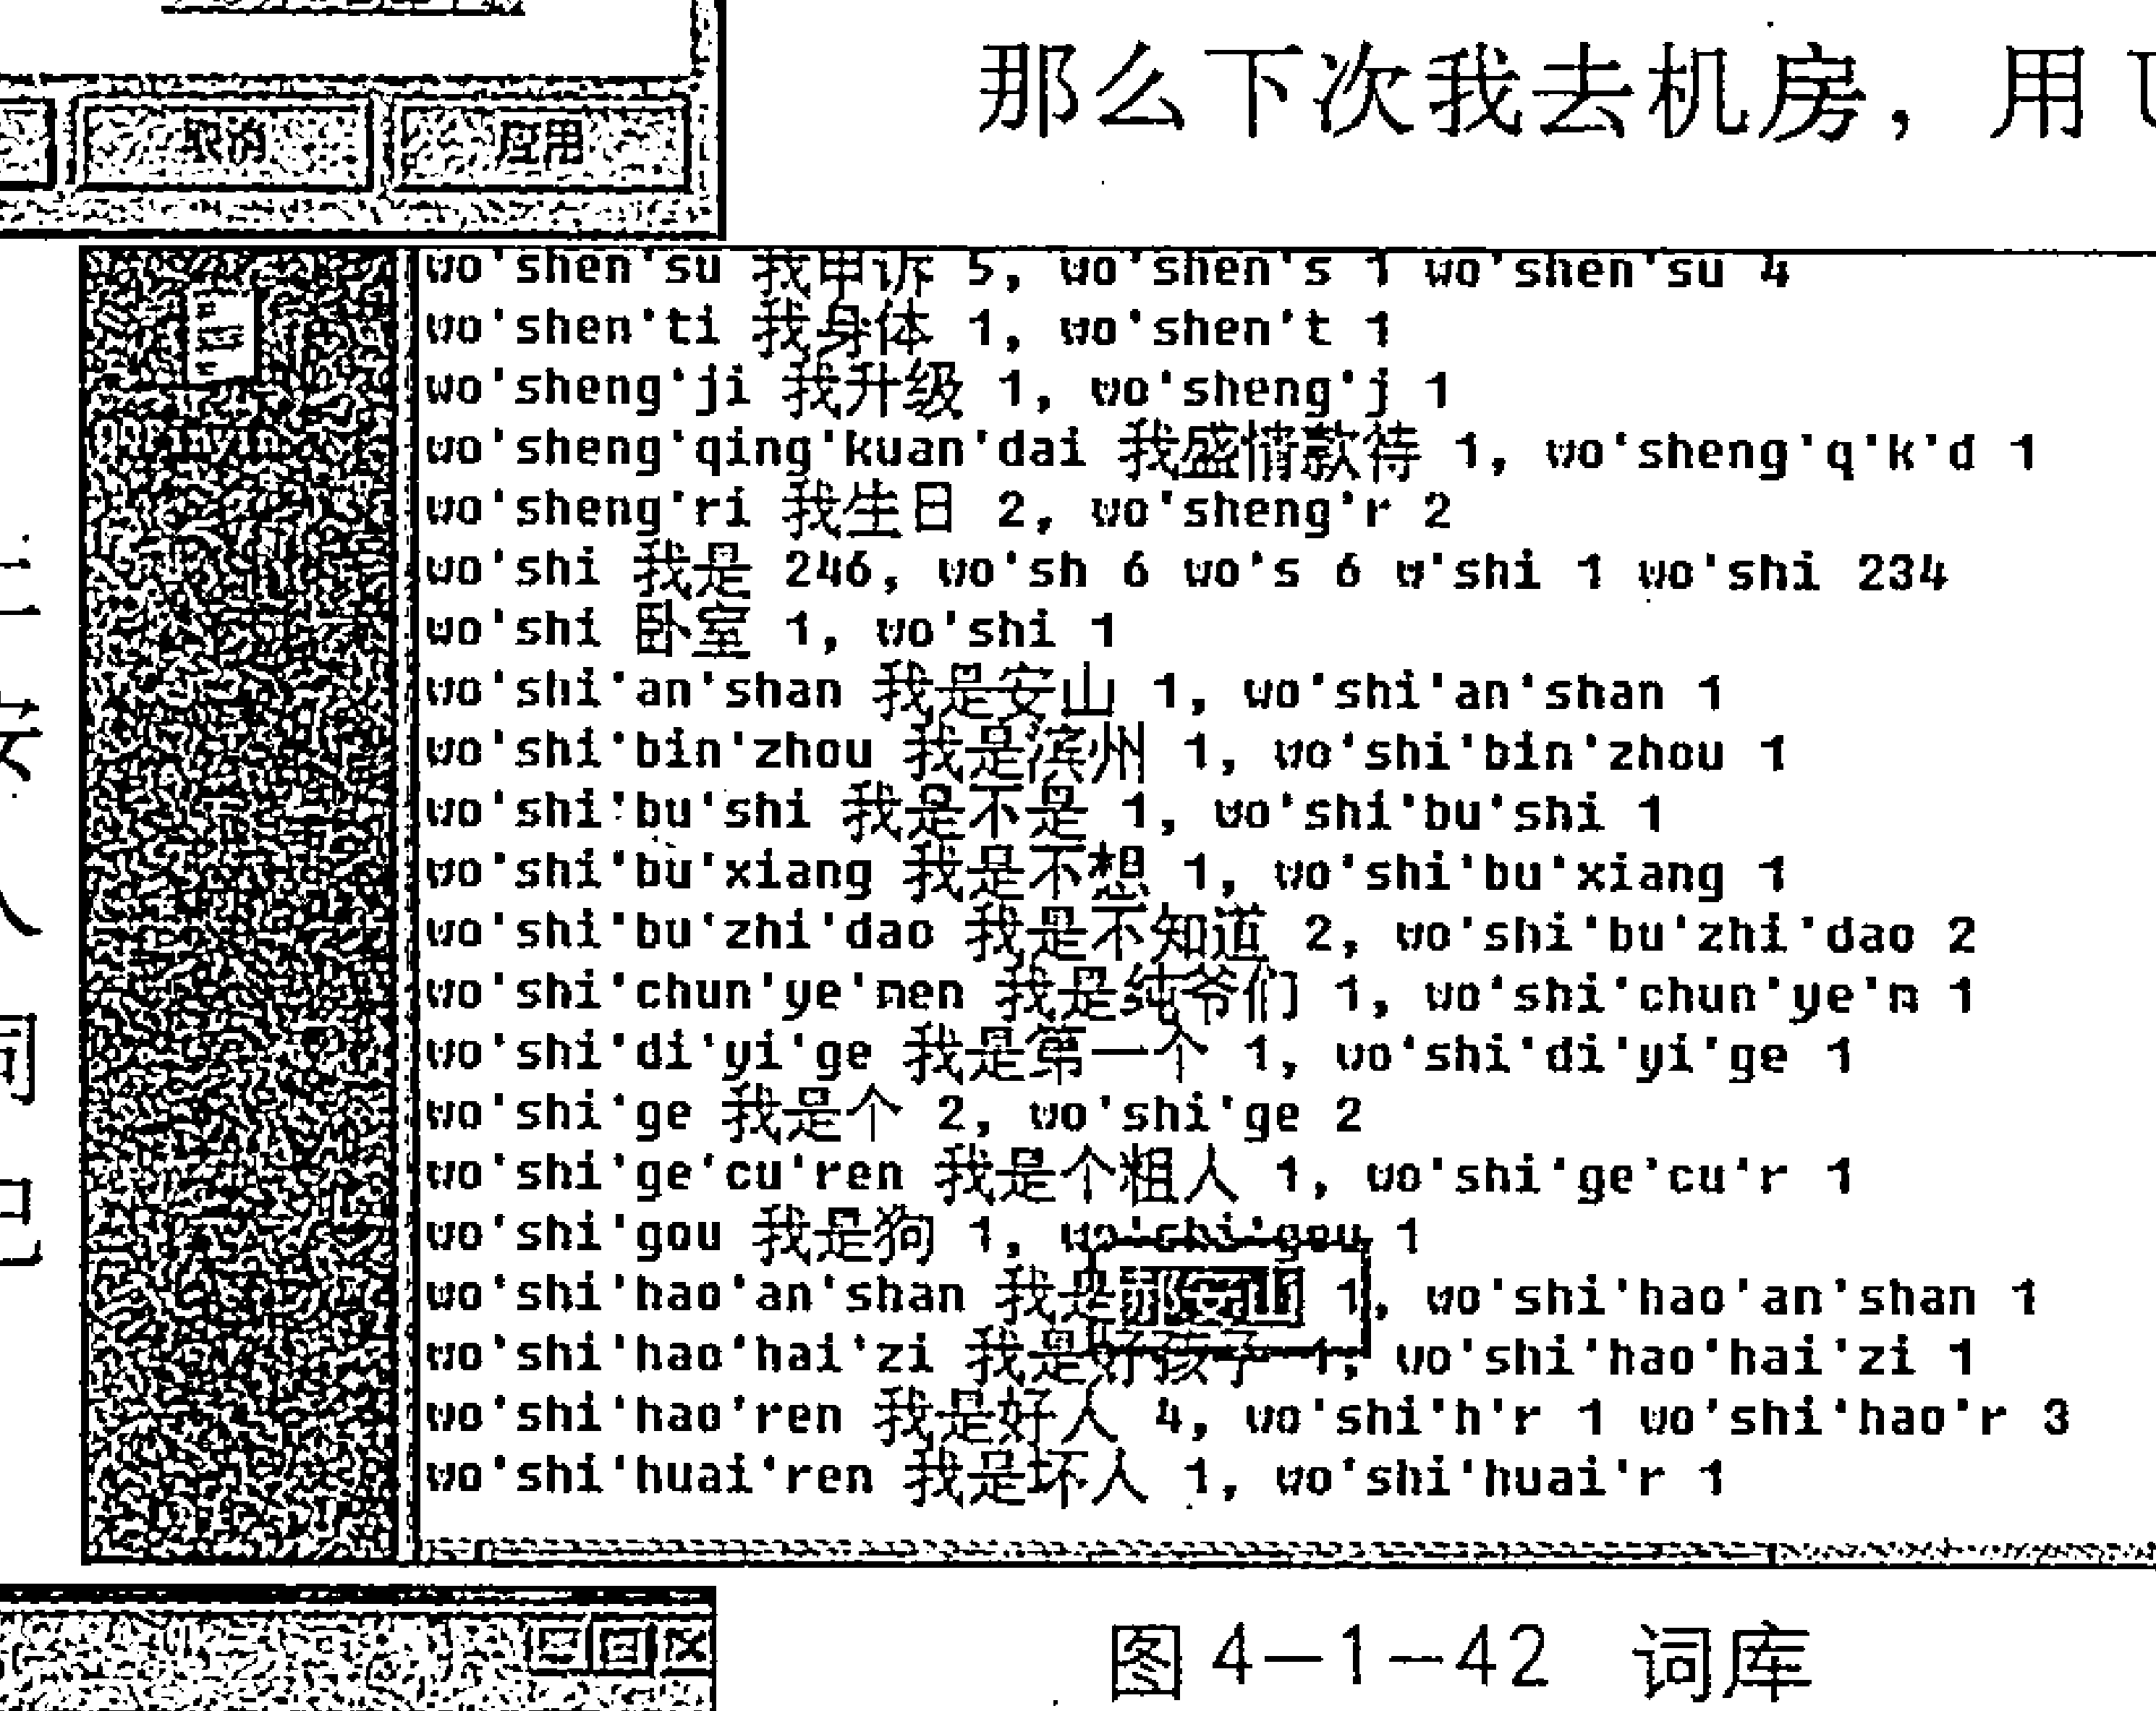 取消 应用
那么下次我去机房，用
wo'shen'su 我申诉 5, wo'shen's 1 wo'shen'su 4
wo'shen'ti 我身体 1, wo'shen't 1
wo'sheng'ji 我升级 1, wo'sheng'j 1
wo'sheng'qing'kuan'dai 我盛情款待 1, wo'sheng'q'k'd 1
wo'sheng'ri 我生日 2, wo'sheng'r 2
wo'shi 我是 246, wo'sh 6 wo's 6 w'shi 1 wo'shi 234
wo'shi 卧室 1, wo'shi 1
wo'shi'an'shan 我是安山 1, wo'shi'an'shan 1
wo'shi'bin'zhou 我是滨州 1, wo'shi'bin'zhou 1
wo'shi'bu'shi 我是不是 1, wo'shi'bu'shi 1
wo'shi'bu'xiang 我是不想 1, wo'shi'bu'xiang 1
wo'shi'bu'zhi'dao 我是不知道 2, wo'shi'bu'zhi'dao 2
wo'shi'chun'ye'men 我是纯爷们 1, wo'shi'chun'ye'm 1
wo'shi'di'yi'ge 我是第一个 1, wo'shi'di'yi'ge 1
wo'shi'ge 我是个 2, wo'shi'ge 2
wo'shi'ge'cu'ren 我是个粗人 1, wo'shi'ge'cu'r 1
wo'shi'gou 我是狗 1, wo'shi'gou 1
wo'shi'hao'an'shan 我是郝安山 1, wo'shi'hao'an'shan 1
wo'shi'hao'hai'zi 我是好孩子 1, wo'shi'hao'hai'zi 1
wo'shi'hao'ren 我是好人 4, wo'shi'h'r 1 wo'shi'hao'r 3
wo'shi'huai'ren 我是坏人 1, wo'shi'huai'r 1
图 4-1-42 词库